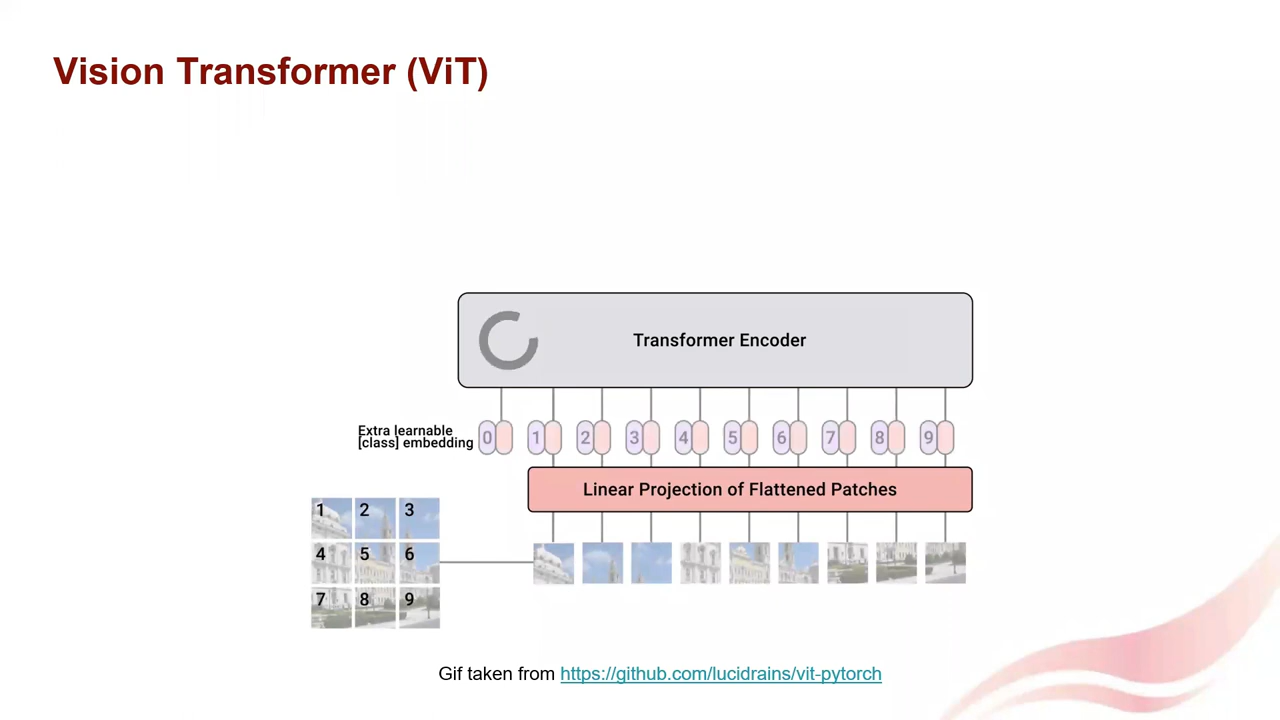 Vision Transformer (ViT)
Transformer Encoder
Extra learnable
[class] embedding
0 1 2 3 4 5 6 7 8 9
Linear Projection of Flattened Patches
1 2 3
4 5 6
7 8 9
Gif taken from https://github.com/lucidrains/vit-pytorch